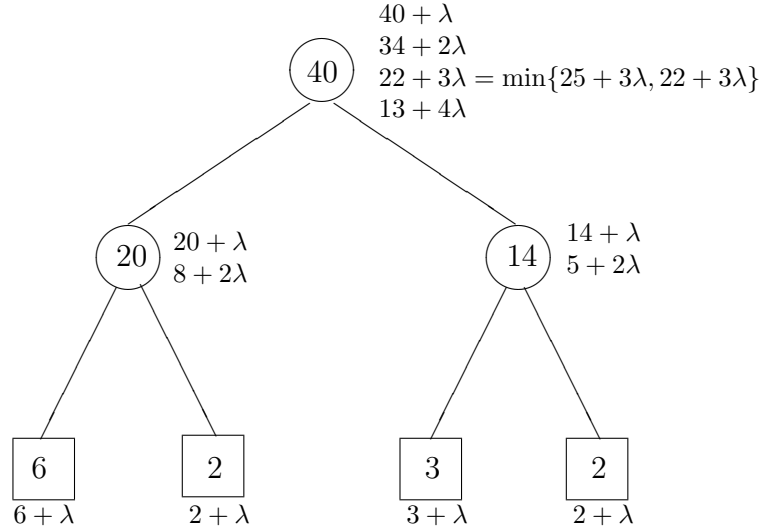 40 + λ
34 + 2λ
22 + 3λ = min{25 + 3λ, 22 + 3λ}
13 + 4λ
40
20
20 + λ
8 + 2λ
14
14 + λ
5 + 2λ
6
2
3
2
6 + λ
2 + λ
3 + λ
2 + λ